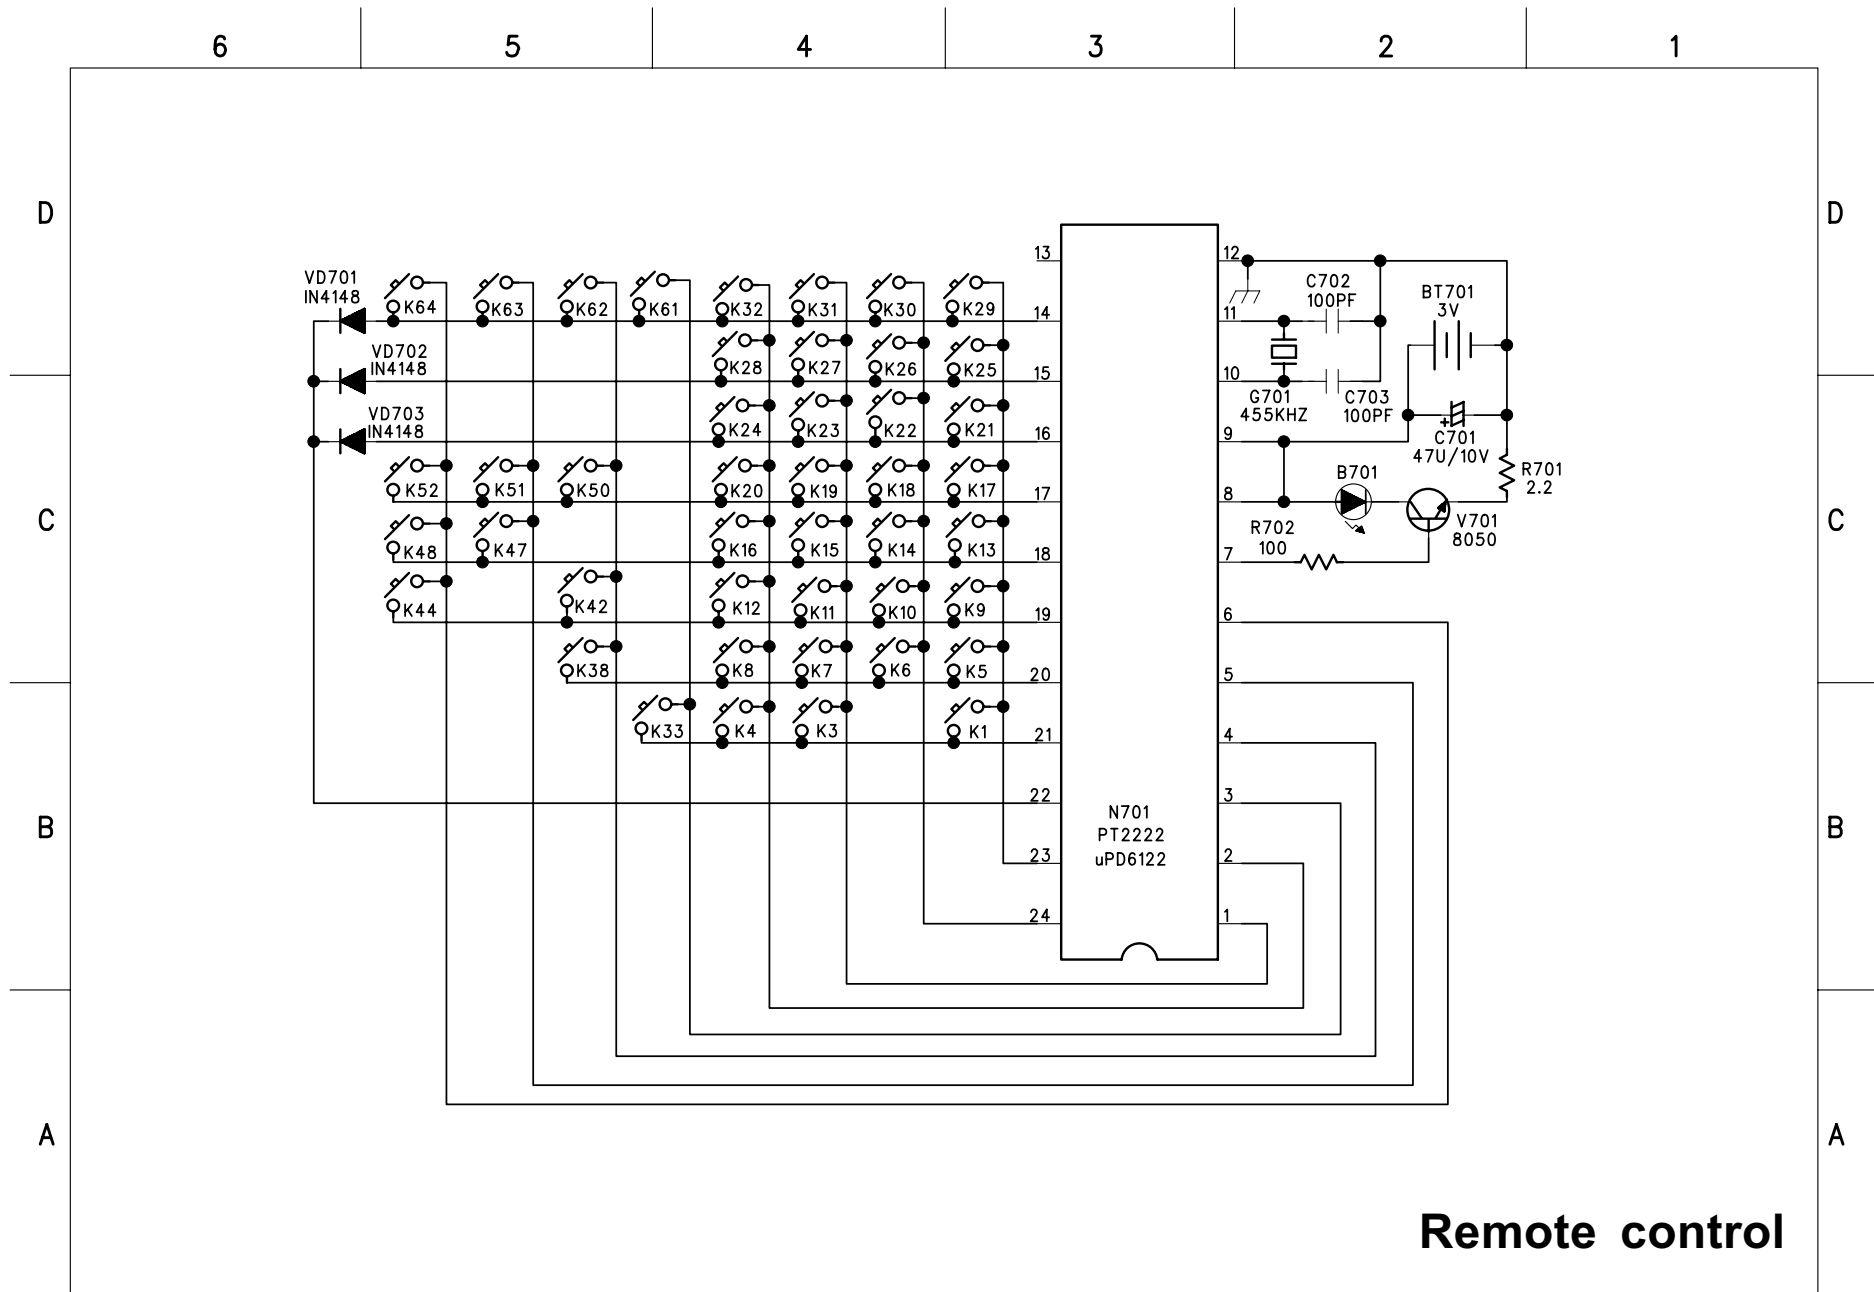 6 5 4 3 2 1
D D
13 12
VD701
IN4148
K64 K63 K62 K61 K32 K31 K30 K29 14 11
C702
100PF
BT701
3V
VD702
IN4148
K28 K27 K26 K25 15 10
G701
455KHZ
C703
100PF
VD703
IN4148
K24 K23 K22 K21 16 9
+
C701
47U/10V
R701
2.2
K52 K51 K50 K20 K19 K18 K17 17 8
B701
C C
K48 K47 K16 K15 K14 K13 18 7
R702
100
V701
8050
K44 K42 K12 K11 K10 K9 19 6
K38 K8 K7 K6 K5 20 5
K33 K4 K3 K1 21 4
22 3
B B
N701
PT2222
uPD6122
23 2
24 1
A A
Remote control